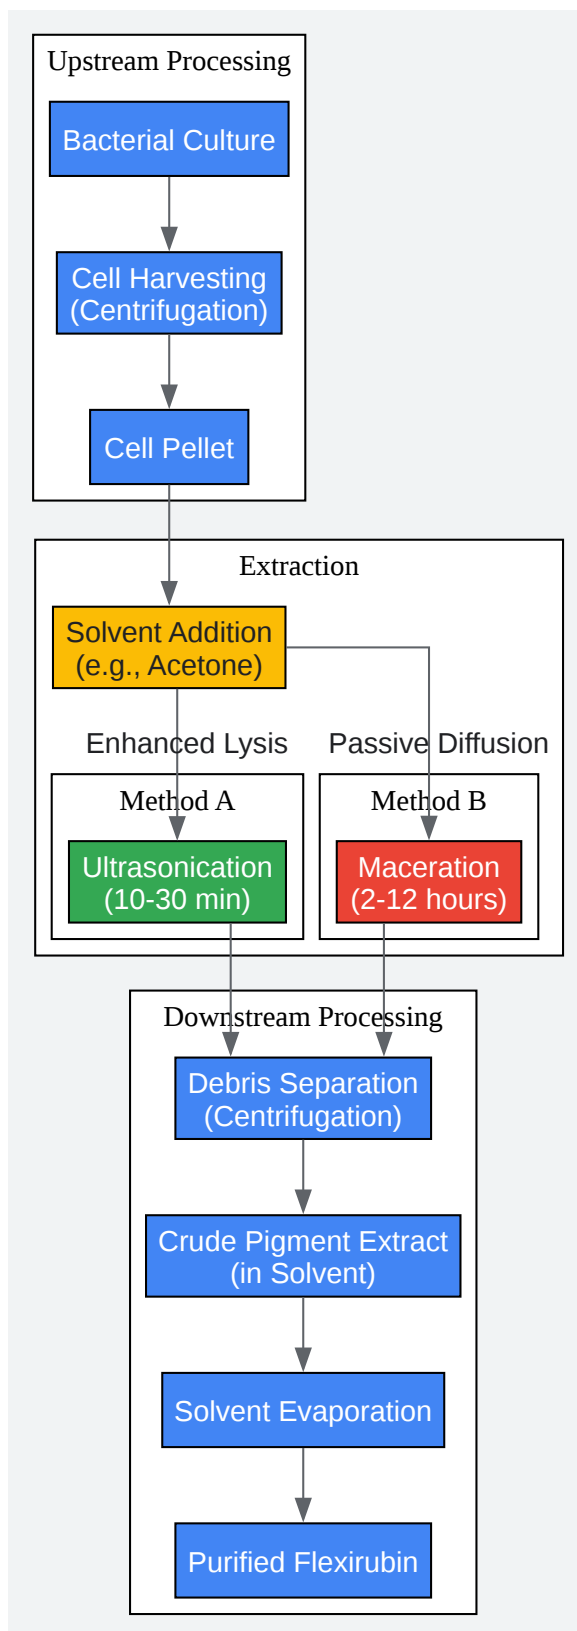 Upstream Processing
Bacterial Culture
Cell Harvesting
(Centrifugation)
Cell Pellet
Extraction
Solvent Addition
(e.g., Acetone)
Enhanced Lysis
Passive Diffusion
Method A
Method B
Ultrasonication
(10-30 min)
Maceration
(2-12 hours)
Downstream Processing
Debris Separation
(Centrifugation)
Crude Pigment Extract
(in Solvent)
Solvent Evaporation
Purified Flexirubin